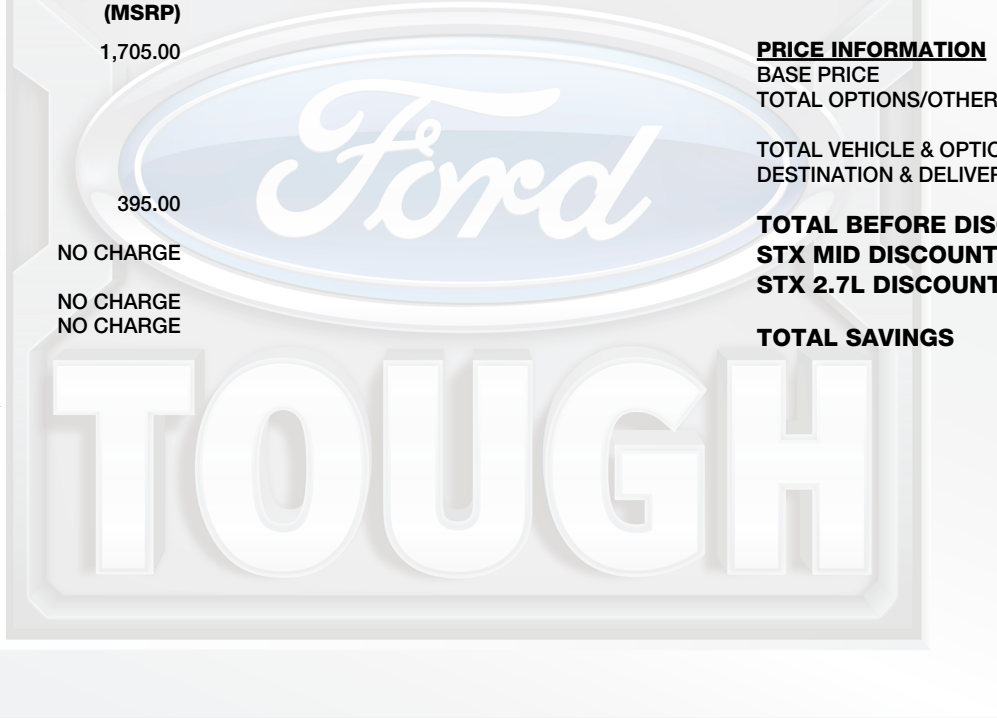 (MSRP)
1,705.00
395.00
NO CHARGE
NO CHARGE
NO CHARGE
PRICE INFORMATION
BASE PRICE
TOTAL OPTIONS/OTHER
TOTAL VEHICLE & OPTIO
DESTINATION & DELIVER
TOTAL BEFORE DISC
STX MID DISCOUNT
STX 2.7L DISCOUNT
TOTAL SAVINGS
Ford
TOUGH